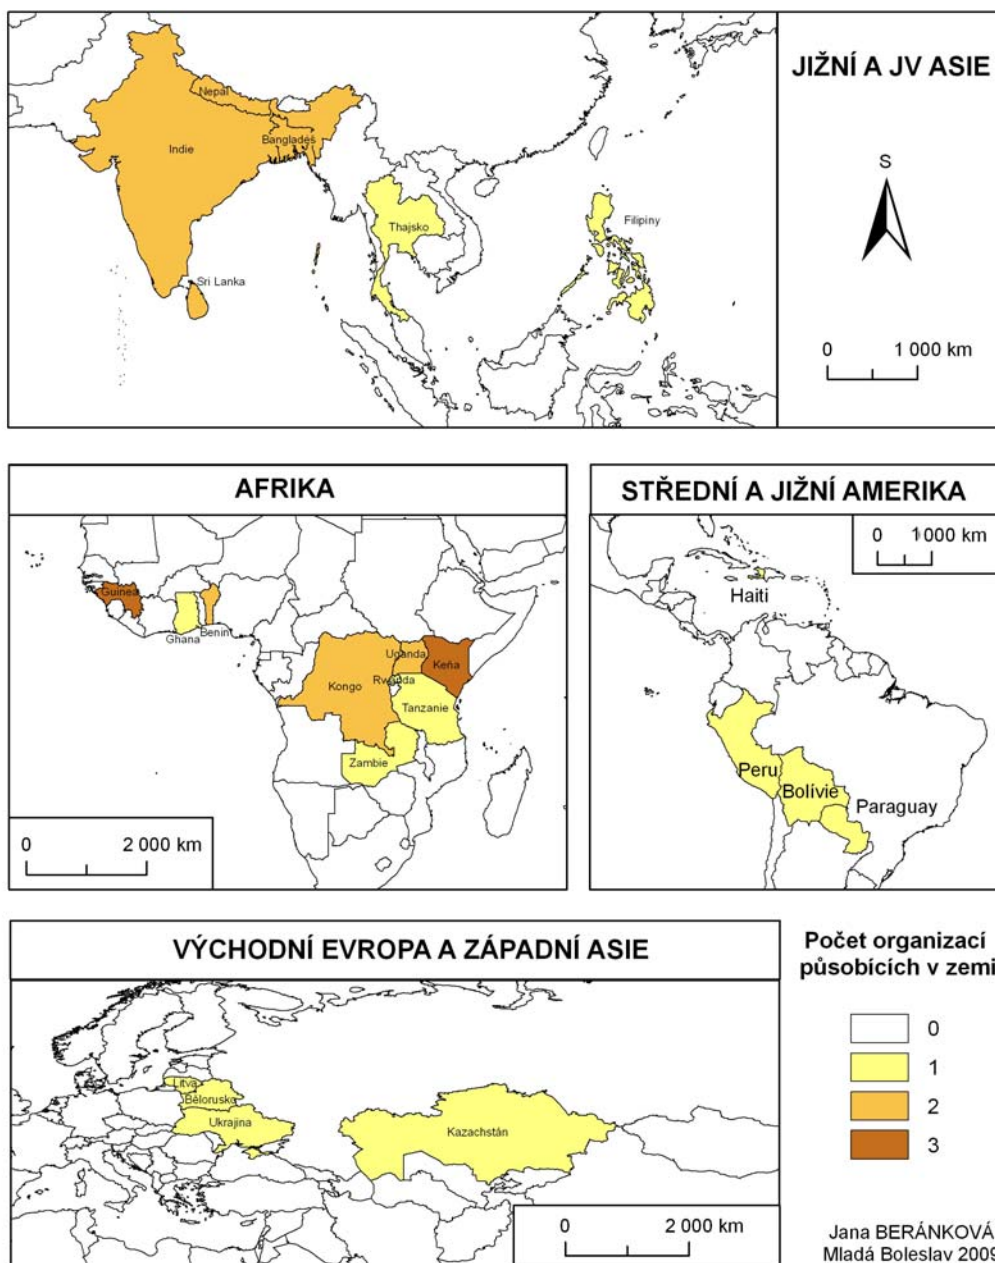 JIŽNÍ A JV ASIE
S
0 1 000 km
Nepál
Indie
Bangladéš
Thajsko
Filipiny
Sri Lanka
AFRIKA
Guinea
Ghana
Benin
Uganda
Keňa
Kongo
Rwanda
Tanzanie
Zambie
0 2 000 km
STŘEDNÍ A JIŽNÍ AMERIKA
0 1 000 km
Haiti
Peru
Bolívie
Paraguay
VÝCHODNÍ EVROPA A ZÁPADNÍ ASIE
Litva
Bělorusko
Ukrajina
Kazachstán
0 2 000 km
Počet organizací
působících v zemi
0
1
2
3
Jana BERÁNKOVÁ
Mladá Boleslav 2009